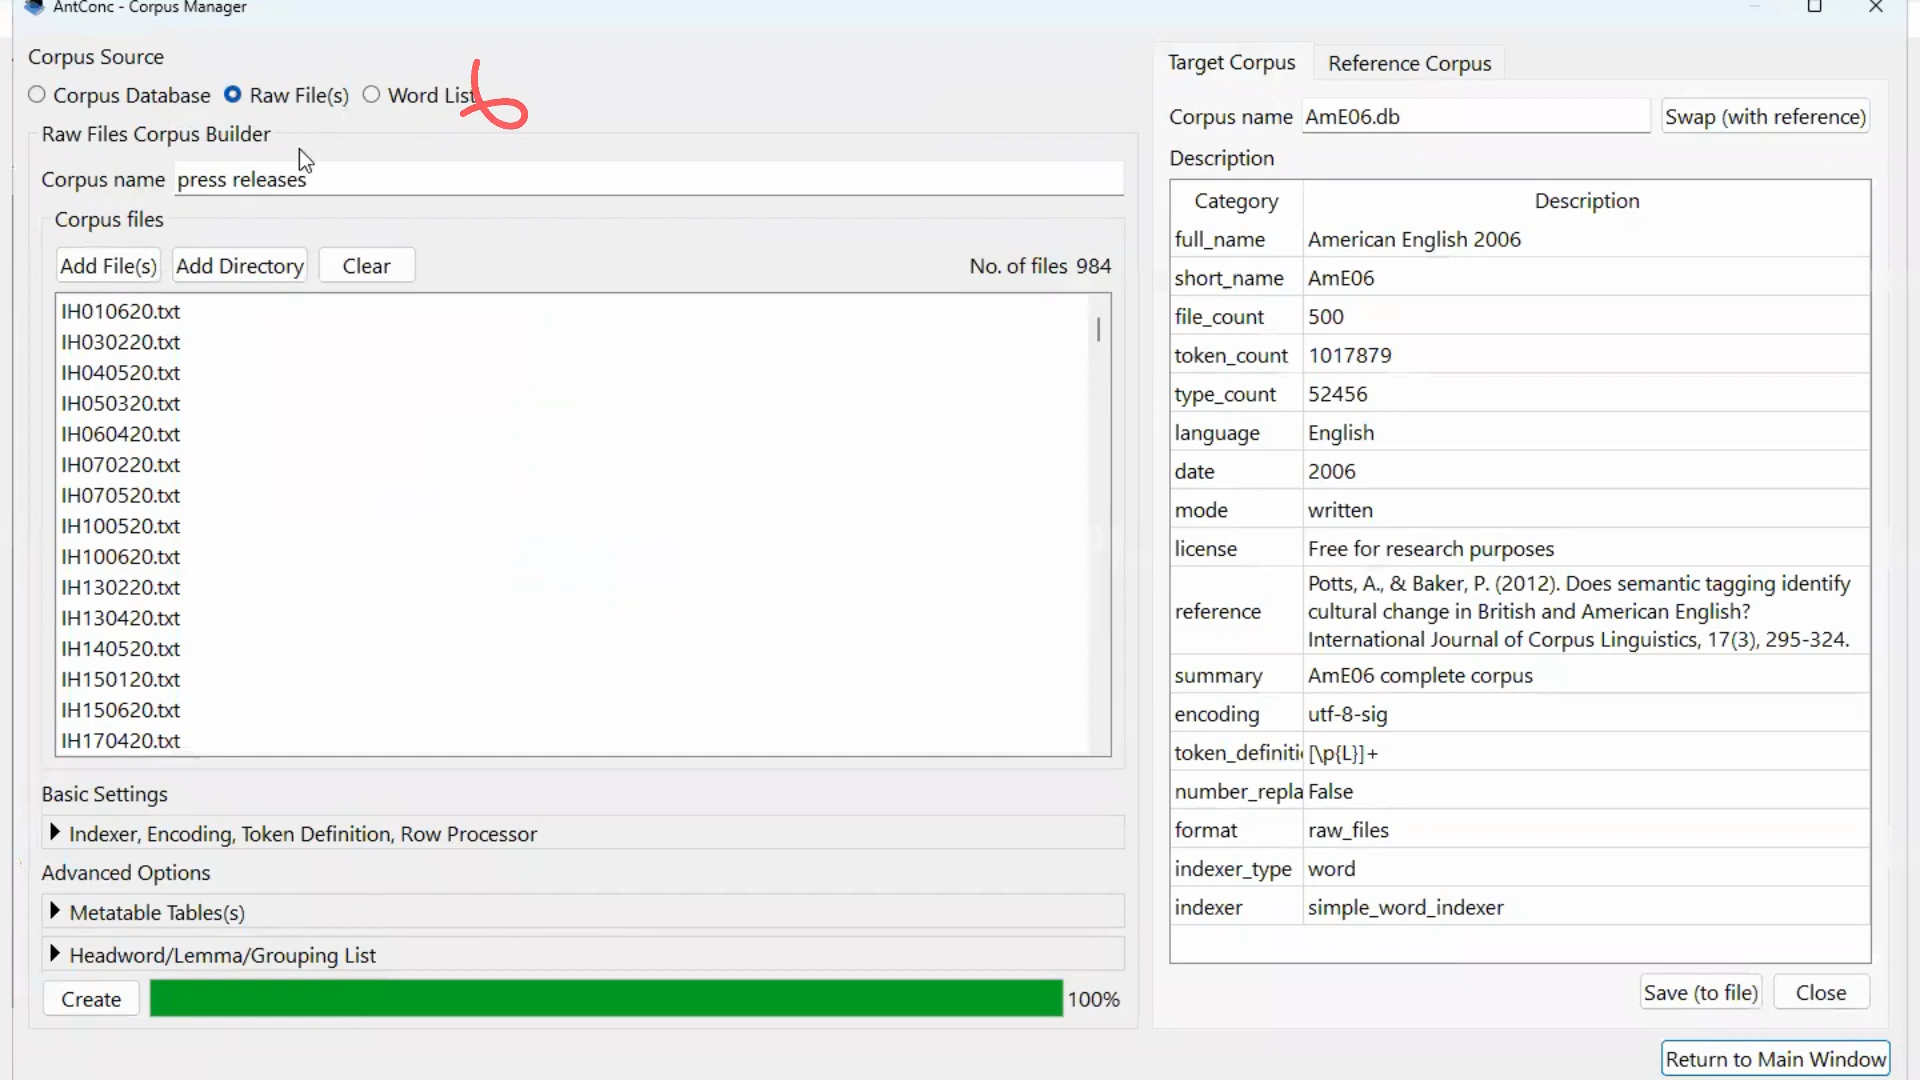 AntConc - Corpus Manager
Corpus Source
Corpus Database Raw File(s) Word List
Raw Files Corpus Builder
Corpus name press releases
Corpus files
Add File(s) Add Directory Clear No. of files 984
IH010620.txt
IH030220.txt
IH040520.txt
IH050320.txt
IH060420.txt
IH070220.txt
IH070520.txt
IH100520.txt
IH100620.txt
IH130220.txt
IH130420.txt
IH140520.txt
IH150120.txt
IH150620.txt
IH170420.txt
Basic Settings
Indexer, Encoding, Token Definition, Row Processor
Advanced Options
Metatable Tables(s)
Headword/Lemma/Grouping List
Create 100%
Target Corpus Reference Corpus
Corpus name AmE06.db Swap (with reference)
Description
Category Description
full_name American English 2006
short_name AmE06
file_count 500
token_count 1017879
type_count 52456
language English
date 2006
mode written
license Free for research purposes
reference Potts, A., & Baker, P. (2012). Does semantic tagging identify
cultural change in British and American English?
International Journal of Corpus Linguistics, 17(3), 295-324.
summary AmE06 complete corpus
encoding utf-8-sig
token_definiti [\p{L}]+
number_repla False
format raw_files
indexer_type word
indexer simple_word_indexer
Save (to file) Close
Return to Main Window